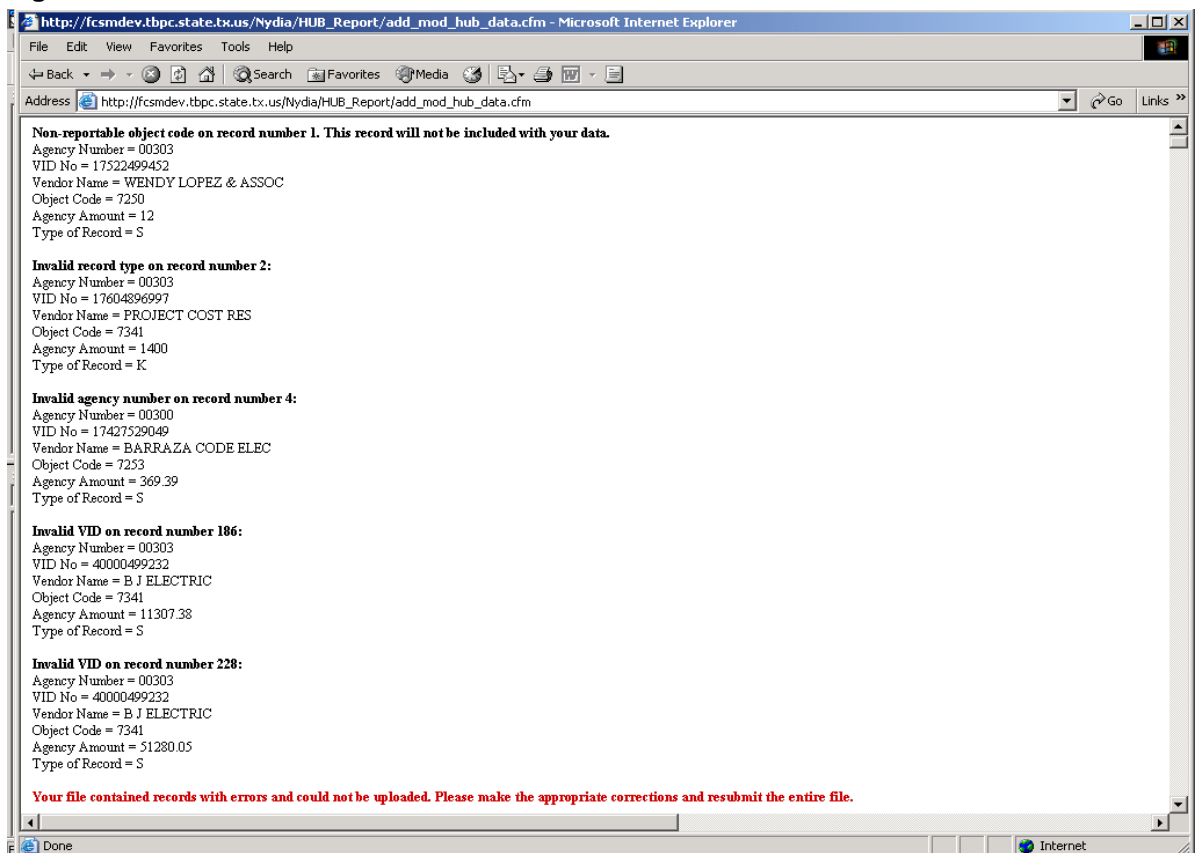 http://fcsmdev.tbpc.state.tx.us/Nydia/HUB_Report/add_mod_hub_data.cfm - Microsoft Internet Explorer
File Edit View Favorites Tools Help
Back Search Favorites Media
Address http://fcsmdev.tbpc.state.tx.us/Nydia/HUB_Report/add_mod_hub_data.cfm Go Links »
Non-reportable object code on record number 1. This record will not be included with your data.
Agency Number = 00303
VID No = 17522499452
Vendor Name = WENDY LOPEZ & ASSOC
Object Code = 7250
Agency Amount = 12
Type of Record = S
Invalid record type on record number 2:
Agency Number = 00303
VID No = 17604896997
Vendor Name = PROJECT COST RES
Object Code = 7341
Agency Amount = 1400
Type of Record = K
Invalid agency number on record number 4:
Agency Number = 00300
VID No = 17427529049
Vendor Name = BARRAZA CODE ELEC
Object Code = 7253
Agency Amount = 369.39
Type of Record = S
Invalid VID on record number 186:
Agency Number = 00303
VID No = 40000499232
Vendor Name = B J ELECTRIC
Object Code = 7341
Agency Amount = 11307.38
Type of Record = S
Invalid VID on record number 228:
Agency Number = 00303
VID No = 40000499232
Vendor Name = B J ELECTRIC
Object Code = 7341
Agency Amount = 51280.05
Type of Record = S
Your file contained records with errors and could not be uploaded. Please make the appropriate corrections and resubmit the entire file.
Done Internet